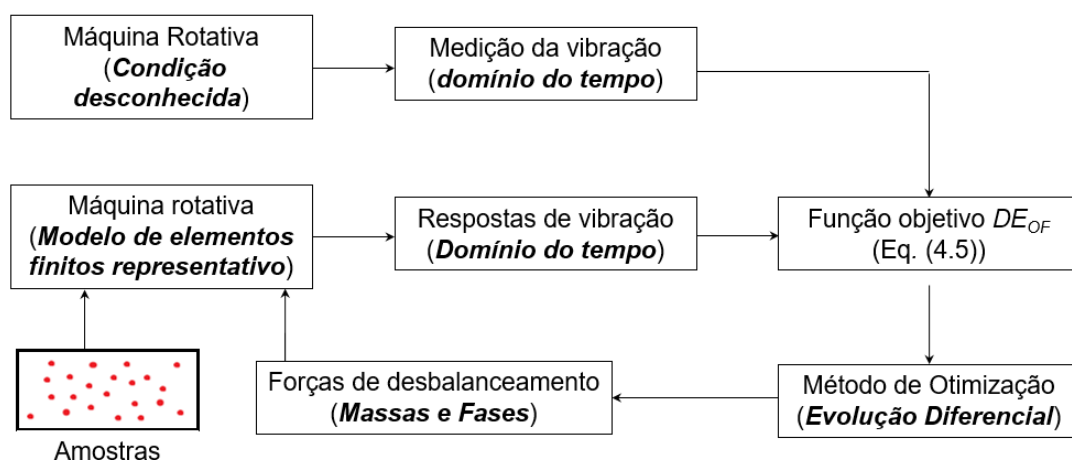 Máquina Rotativa
(Condição
desconhecida)
Medição da vibração
(domínio do tempo)
Máquina rotativa
(Modelo de elementos
finitos representativo)
Respostas de vibração
(Domínio do tempo)
Função objetivo DE_OF
(Eq. (4.5))
Amostras
Forças de desbalanceamento
(Massas e Fases)
Método de Otimização
(Evolução Diferencial)